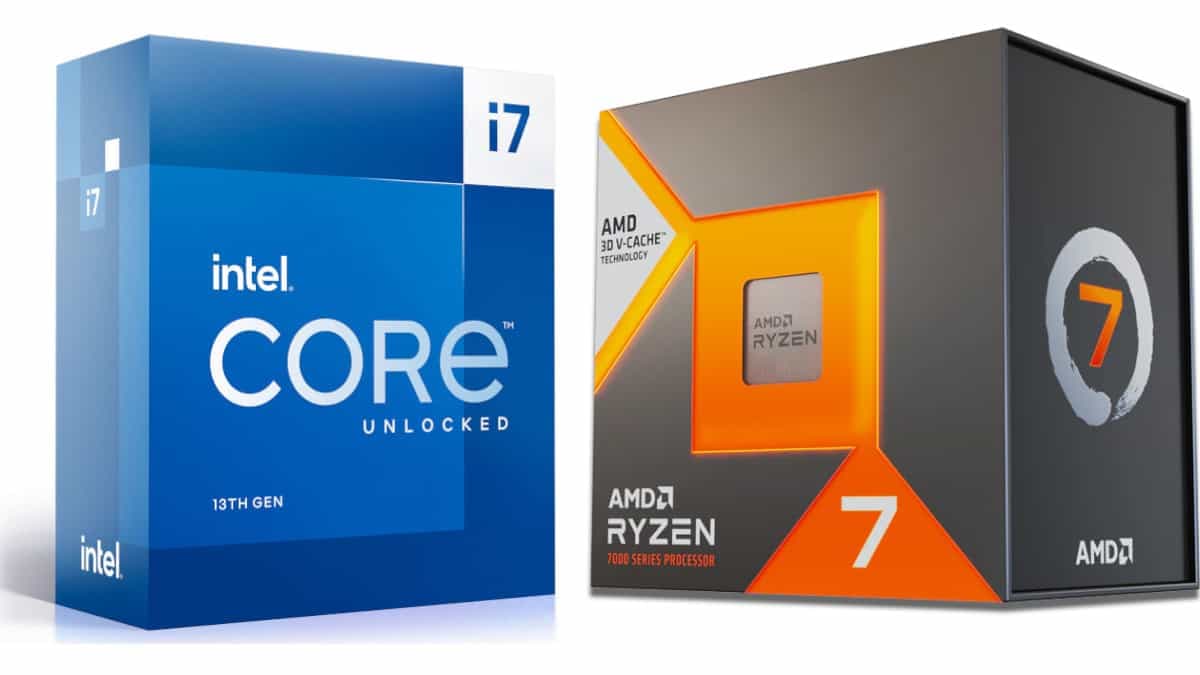 i7
i7
intel.
CORE™
UNLOCKED
13TH GEN
intel.
AMD
3D V-CACHE™
TECHNOLOGY
AMD
RYZEN
AMD
RYZEN
7000 SERIES PROCESSOR
7
7
AMD